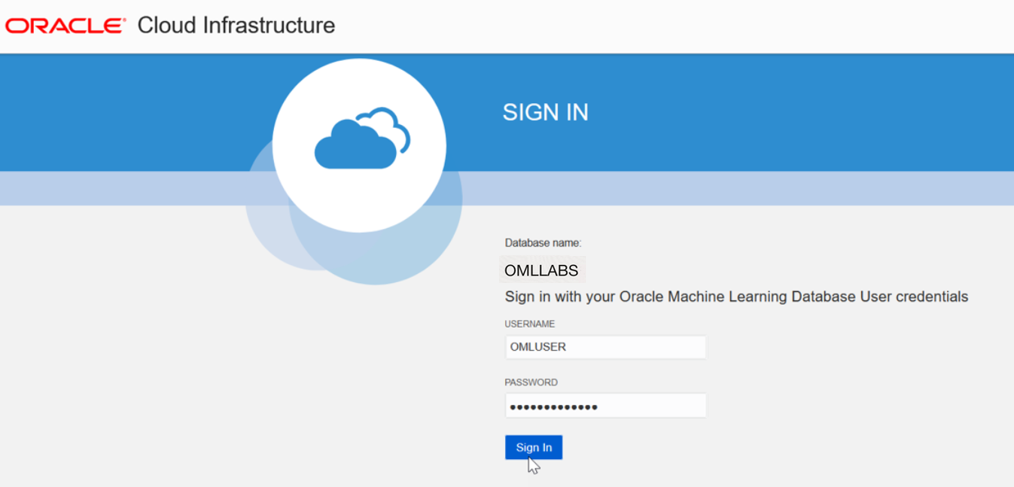 ORACLE® Cloud Infrastructure
SIGN IN
Database name:
OMLLABS
Sign in with your Oracle Machine Learning Database User credentials
USERNAME
OMLUSER
PASSWORD
•••••••••••••
Sign In